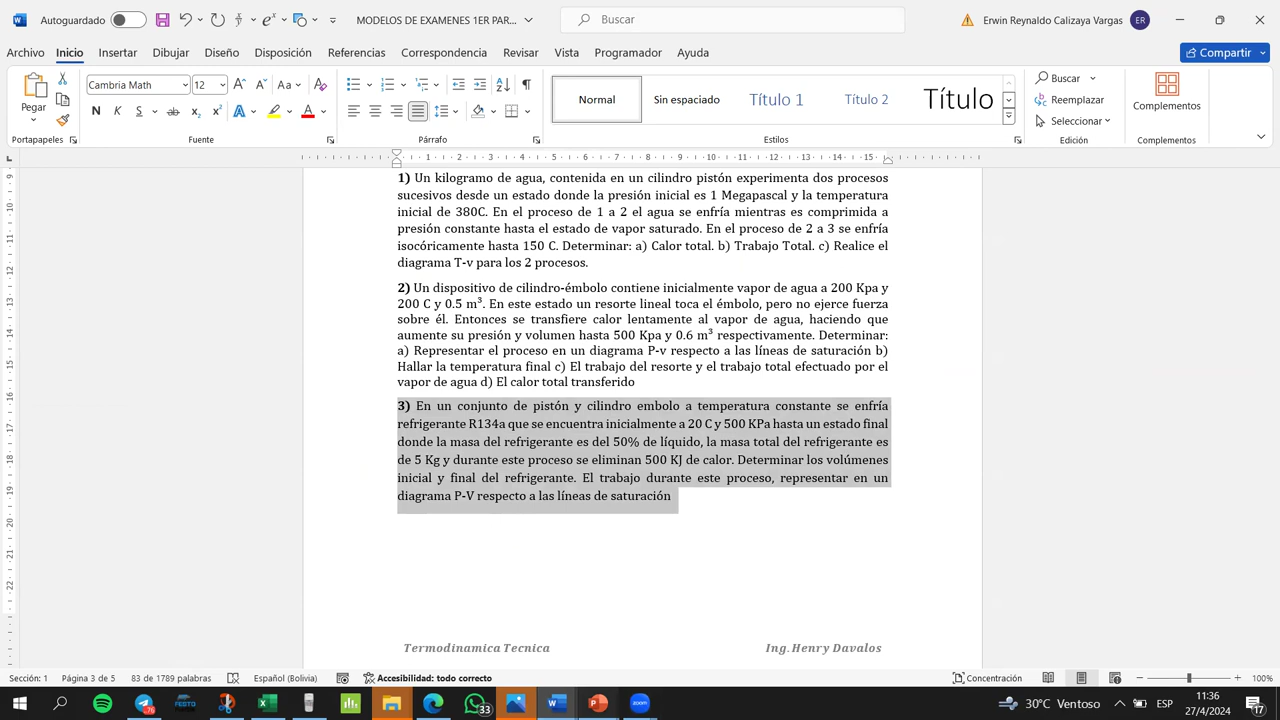 Autoguardado
MODELOS DE EXAMENES 1ER PAR...
Buscar
Erwin Reynaldo Calizaya Vargas
ER
Archivo Inicio Insertar Dibujar Diseño Disposición Referencias Correspondencia Revisar Vista Programador Ayuda
Compartir
Pegar
Cambria Math 12
Normal
Sin espaciado
Título 1
Título 2
Título
Buscar
Reemplazar
Seleccionar
Complementos
Portapapeles Fuente Párrafo Estilos Edición Complementos
1) Un kilogramo de agua, contenida en un cilindro pistón experimenta dos procesos
sucesivos desde un estado donde la presión inicial es 1 Megapascal y la temperatura
inicial de 380C. En el proceso de 1 a 2 el agua se enfría mientras es comprimida a
presión constante hasta el estado de vapor saturado. En el proceso de 2 a 3 se enfría
isocóricamente hasta 150 C. Determinar: a) Calor total. b) Trabajo Total. c) Realice el
diagrama T-v para los 2 procesos.
2) Un dispositivo de cilindro-émbolo contiene inicialmente vapor de agua a 200 Kpa y
200 C y 0.5 m³. En este estado un resorte lineal toca el émbolo, pero no ejerce fuerza
sobre él. Entonces se transfiere calor lentamente al vapor de agua, haciendo que
aumente su presión y volumen hasta 500 Kpa y 0.6 m³ respectivamente. Determinar:
a) Representar el proceso en un diagrama P-v respecto a las líneas de saturación b)
Hallar la temperatura final c) El trabajo del resorte y el trabajo total efectuado por el
vapor de agua d) El calor total transferido
3) En un conjunto de pistón y cilindro embolo a temperatura constante se enfría
refrigerante R134a que se encuentra inicialmente a 20 C y 500 KPa hasta un estado final
donde la masa del refrigerante es del 50% de líquido, la masa total del refrigerante es
de 5 Kg y durante este proceso se eliminan 500 KJ de calor. Determinar los volúmenes
inicial y final del refrigerante. El trabajo durante este proceso, representar en un
diagrama P-V respecto a las líneas de saturación
Termodinamica Tecnica
Ing. Henry Davalos
Sección: 1 Página 3 de 5 83 de 1789 palabras Español (Bolivia) Accesibilidad: todo correcto Concentración 100%
30°C Ventoso
ESP
11:36
27/4/2024